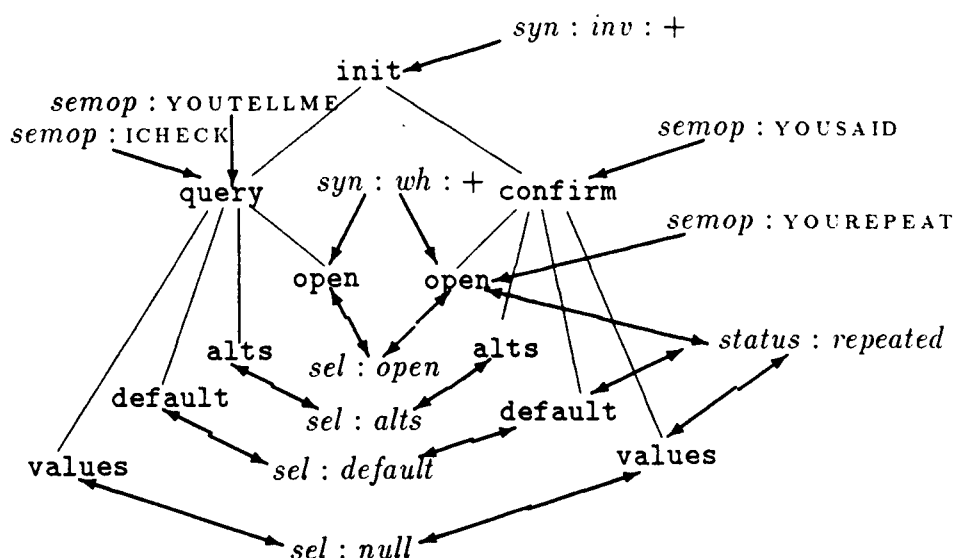 syn : inv : +
init
semop : YOUTELLME
semop : ICHECK
semop : YOUSAID
query
syn : wh : +
confirm
semop : YOUREPEAT
open
open
status : repeated
alts
sel : open
alts
default
sel : alts
default
values
sel : default
values
sel : null